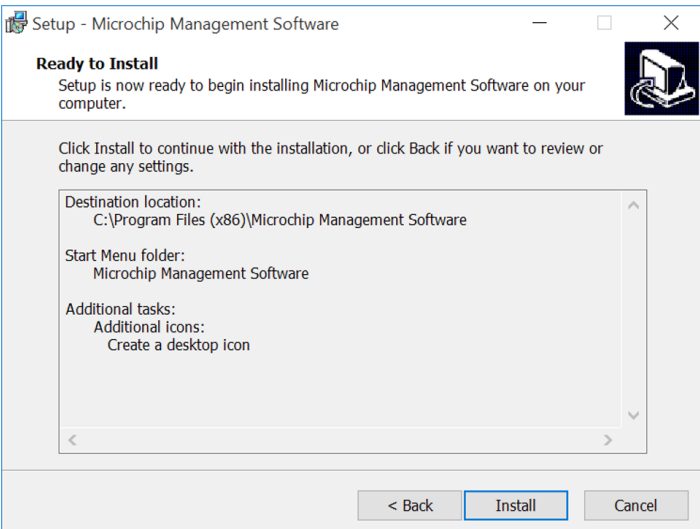 Setup - Microchip Management Software
Ready to Install
Setup is now ready to begin installing Microchip Management Software on your
computer.
Click Install to continue with the installation, or click Back if you want to review or
change any settings.
Destination location:
C:\Program Files (x86)\Microchip Management Software
Start Menu folder:
Microchip Management Software
Additional tasks:
Additional icons:
Create a desktop icon
< Back
Install
Cancel